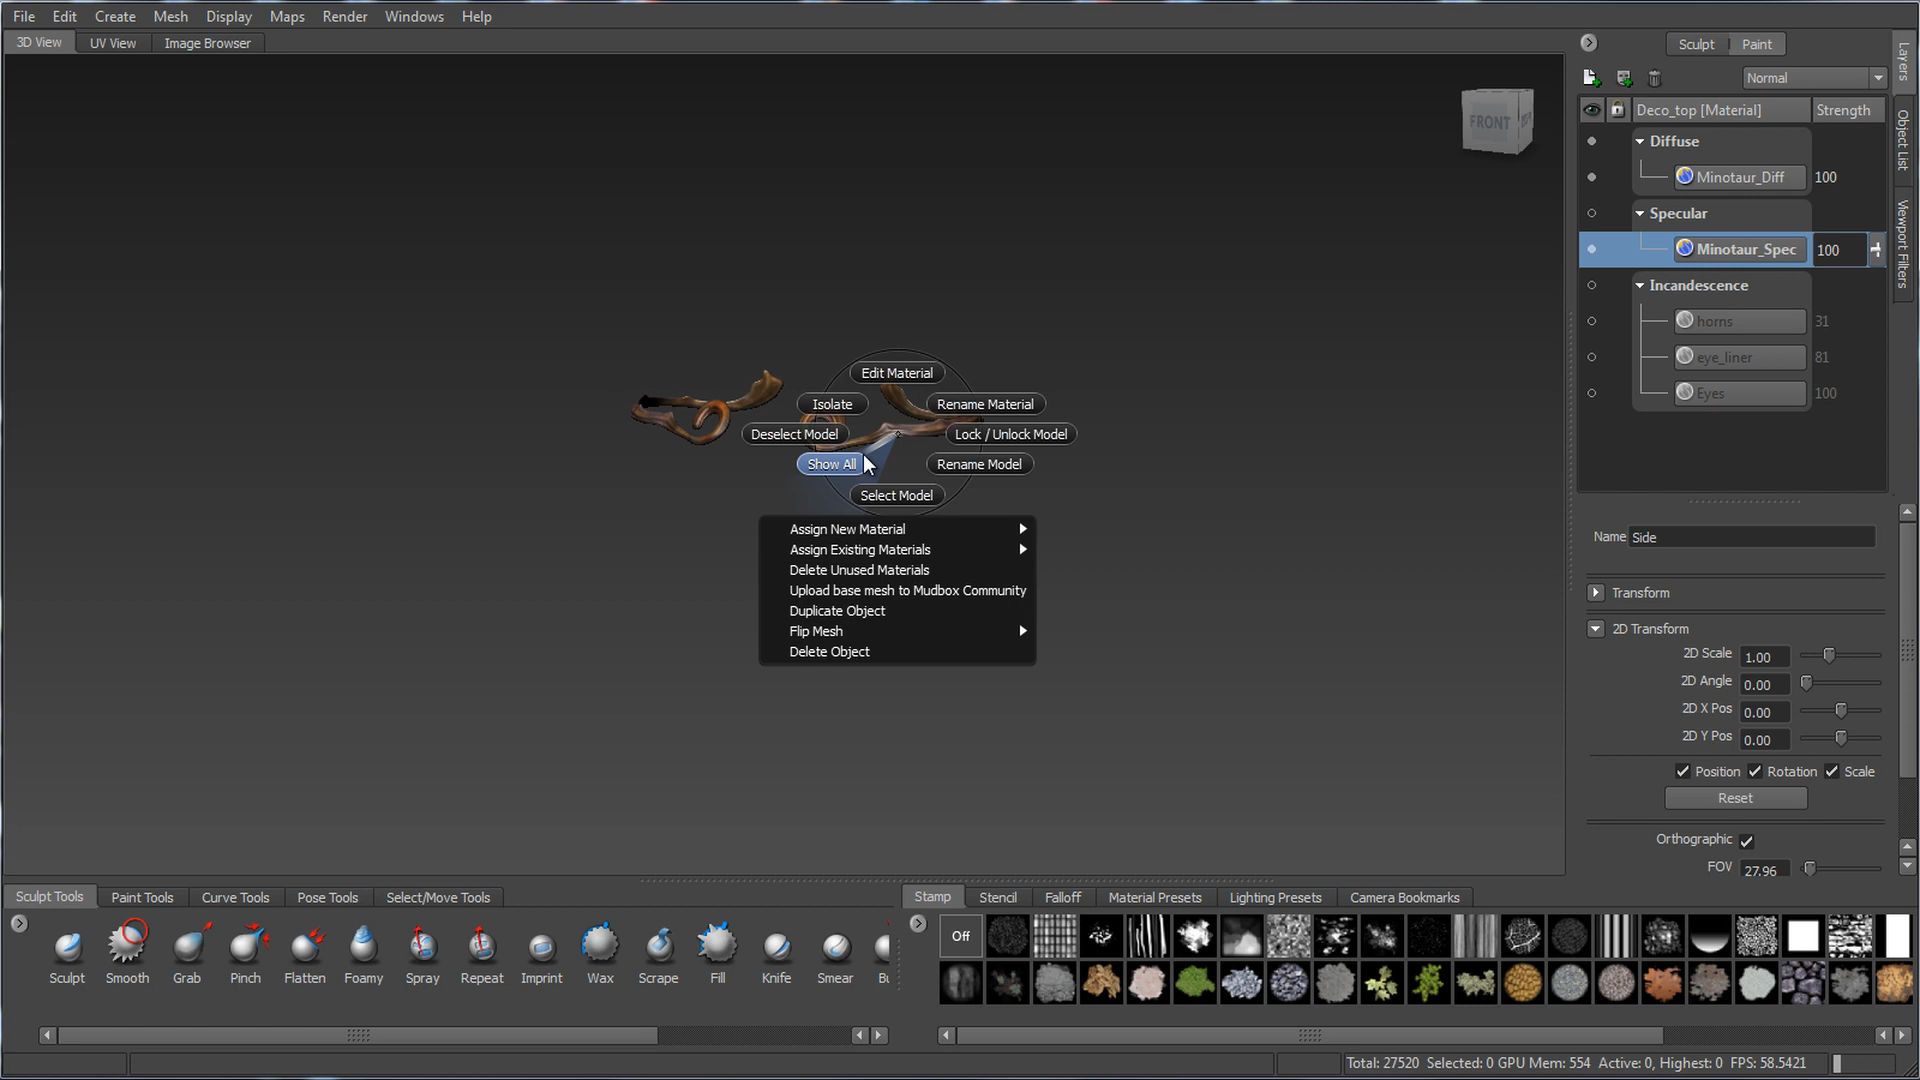 File Edit Create Mesh Display Maps Render Windows Help
3D View UV View Image Browser
Sculpt Paint
Normal
Deco_top [Material] Strength
Diffuse
Minotaur_Diff 100
Specular
Minotaur_Spec 100
Incandescence
horns 31
eye_liner 81
Eyes 100
Layers
Object List
Viewport Filters
FRONT
Edit Material
Isolate Rename Material
Deselect Model Lock / Unlock Model
Show All Rename Model
Select Model
Assign New Material
Assign Existing Materials
Delete Unused Materials
Upload base mesh to Mudbox Community
Duplicate Object
Flip Mesh
Delete Object
Name Side
Transform
2D Transform
2D Scale 1.00
2D Angle 0.00
2D X Pos 0.00
2D Y Pos 0.00
Position Rotation Scale
Reset
Orthographic
FOV 27.96
Sculpt Tools Paint Tools Curve Tools Pose Tools Select/Move Tools
Sculpt Smooth Grab Pinch Flatten Foamy Spray Repeat Imprint Wax Scrape Fill Knife Smear Bu
Stamp Stencil Falloff Material Presets Lighting Presets Camera Bookmarks
Off
Total: 27520 Selected: 0 GPU Mem: 554 Active: 0, Highest: 0 FPS: 58.5421